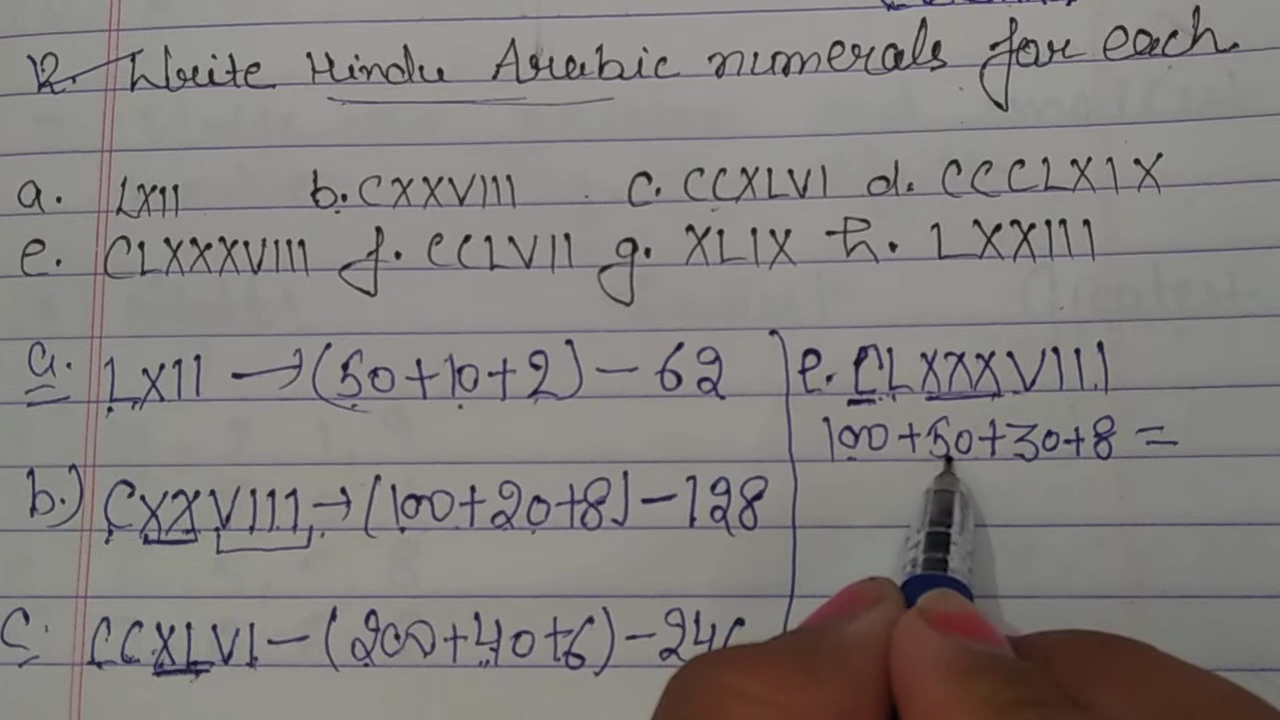 12. Write Hindu Arabic numerals for each
a. LXII b. CXXVIII c. CCXLVI d. CCCLXIX
e. CLXXXVIII f. CCLVII g. XLIX h. LXXIII
a. LXII → (50+10+2) – 62
b.) CXXVIII → (100+20+8) – 128
c. CCXLVI – (200+40+6) – 246
e. CLXXXVIII
100+50+30+8 =